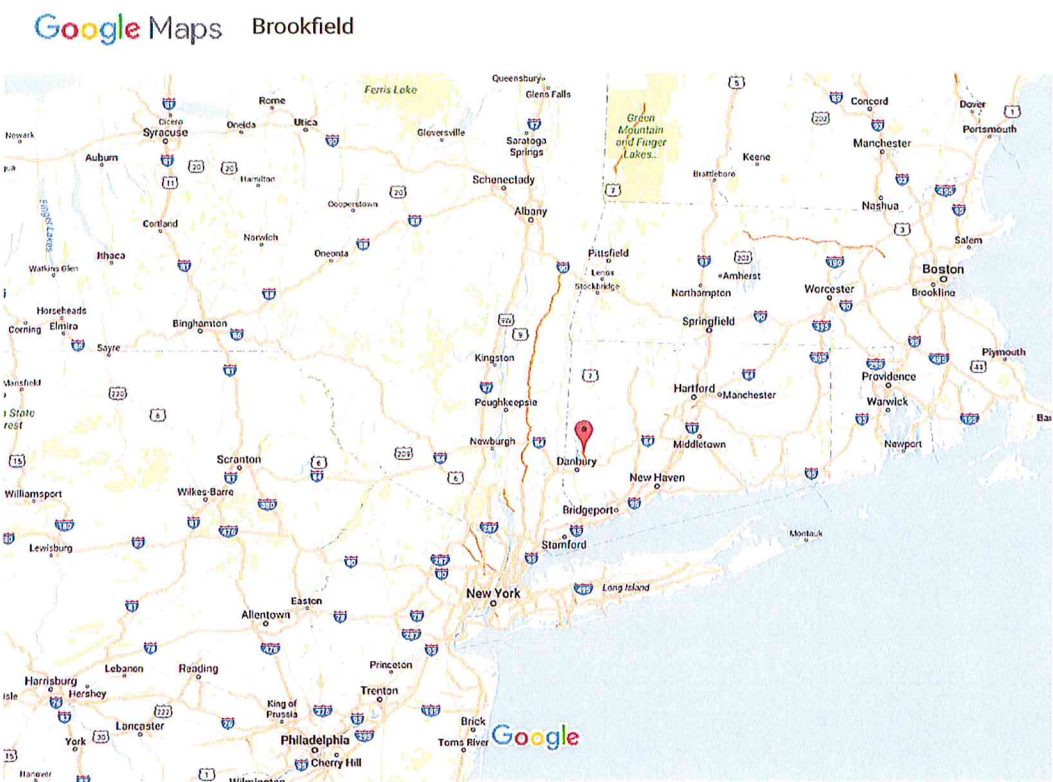 Google Maps Brookfield
Queensbury
Glens Falls
Ferris Lake
Rome
Cicero
Syracuse
Oneida
Utica
Newark
Gloversville
Saratoga
Springs
Green
Mountain
and Finger
Lakes...
Concord
Dover
Portsmouth
Manchester
Keene
Brattleboro
Auburn
Hamilton
Schenectady
Cooperstown
Albany
Nashua
Finger Lakes
Cortland
Norwich
Oneonta
Ithaca
Watkins Glen
Pittsfield
Lenox
Stockbridge
Amherst
Northampton
Salem
Boston
Brookline
Worcester
Horseheads
Corning
Elmira
Binghamton
Sayre
Springfield
Kingston
Plymouth
Providence
Warwick
Hartford
Manchester
Mansfield
Poughkeepsie
Newburgh
Middletown
Newport
Danbury
Scranton
Wilkes-Barre
New Haven
Williamsport
Bridgeport
Stamford
Montauk
Lewisburg
Long Island
New York
Easton
Allentown
Lebanon
Reading
Princeton
Harrisburg
Hershey
Trenton
King of
Prussia
Lancaster
York
Philadelphia
Cherry Hill
Brick
Toms River
Google
Hanover
Wilmington